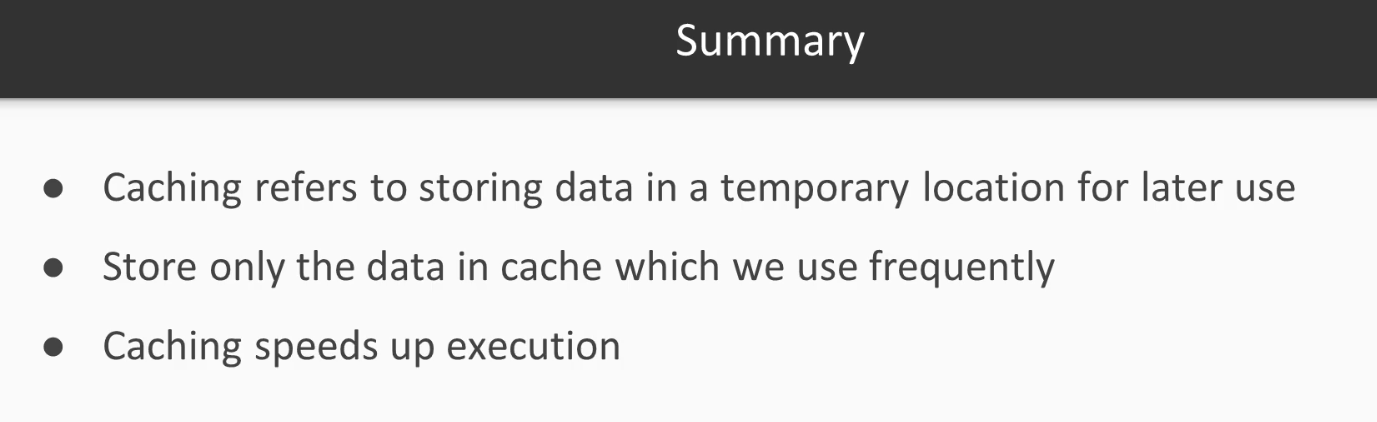 Summary
● Caching refers to storing data in a temporary location for later use
● Store only the data in cache which we use frequently
● Caching speeds up execution